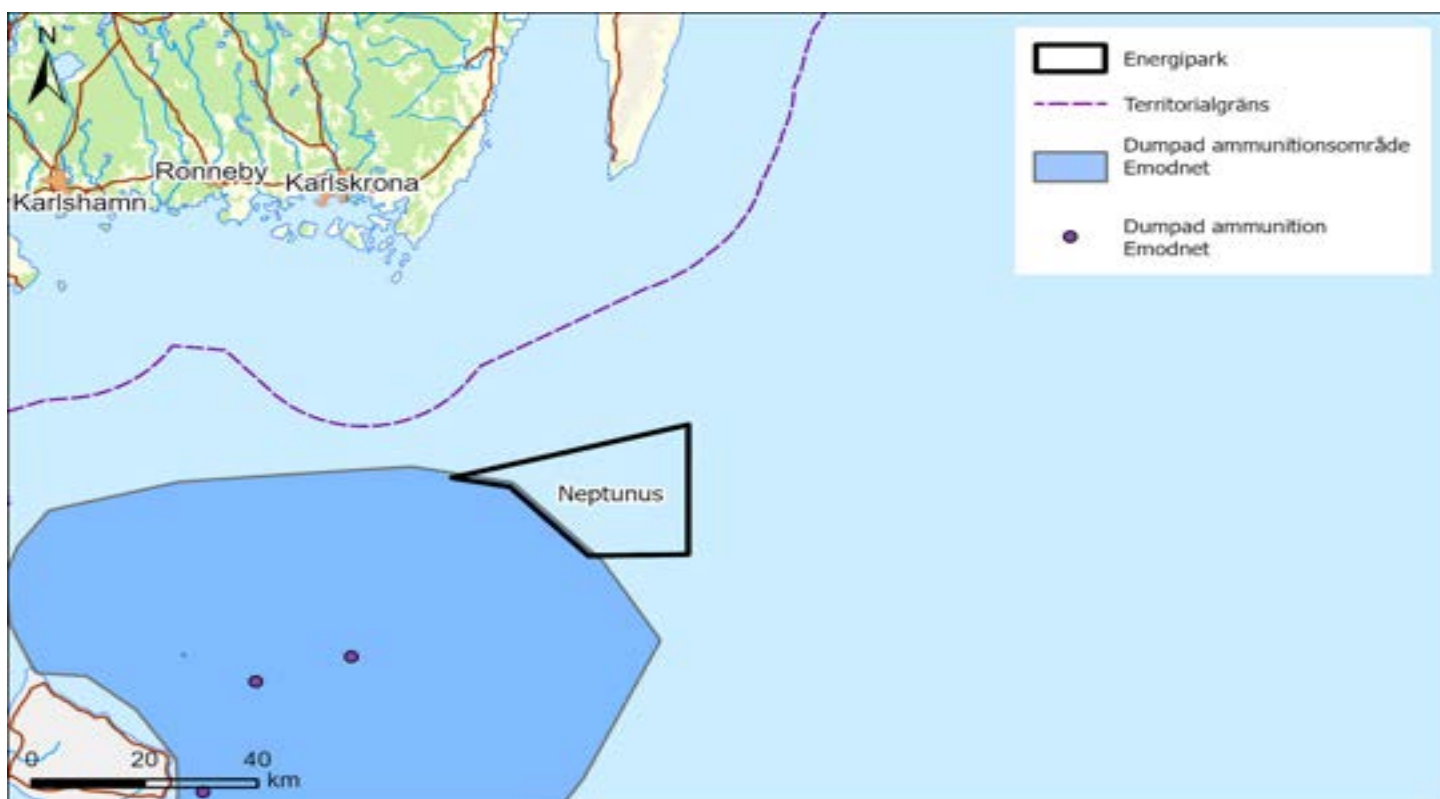 N
Energipark
Territorialgräns
Dumpad ammunitionsområde
Emodnet
Dumpad ammunition
Emodnet
Ronneby
Karlskrona
Karlshamn
Neptunus
0 20 40
km